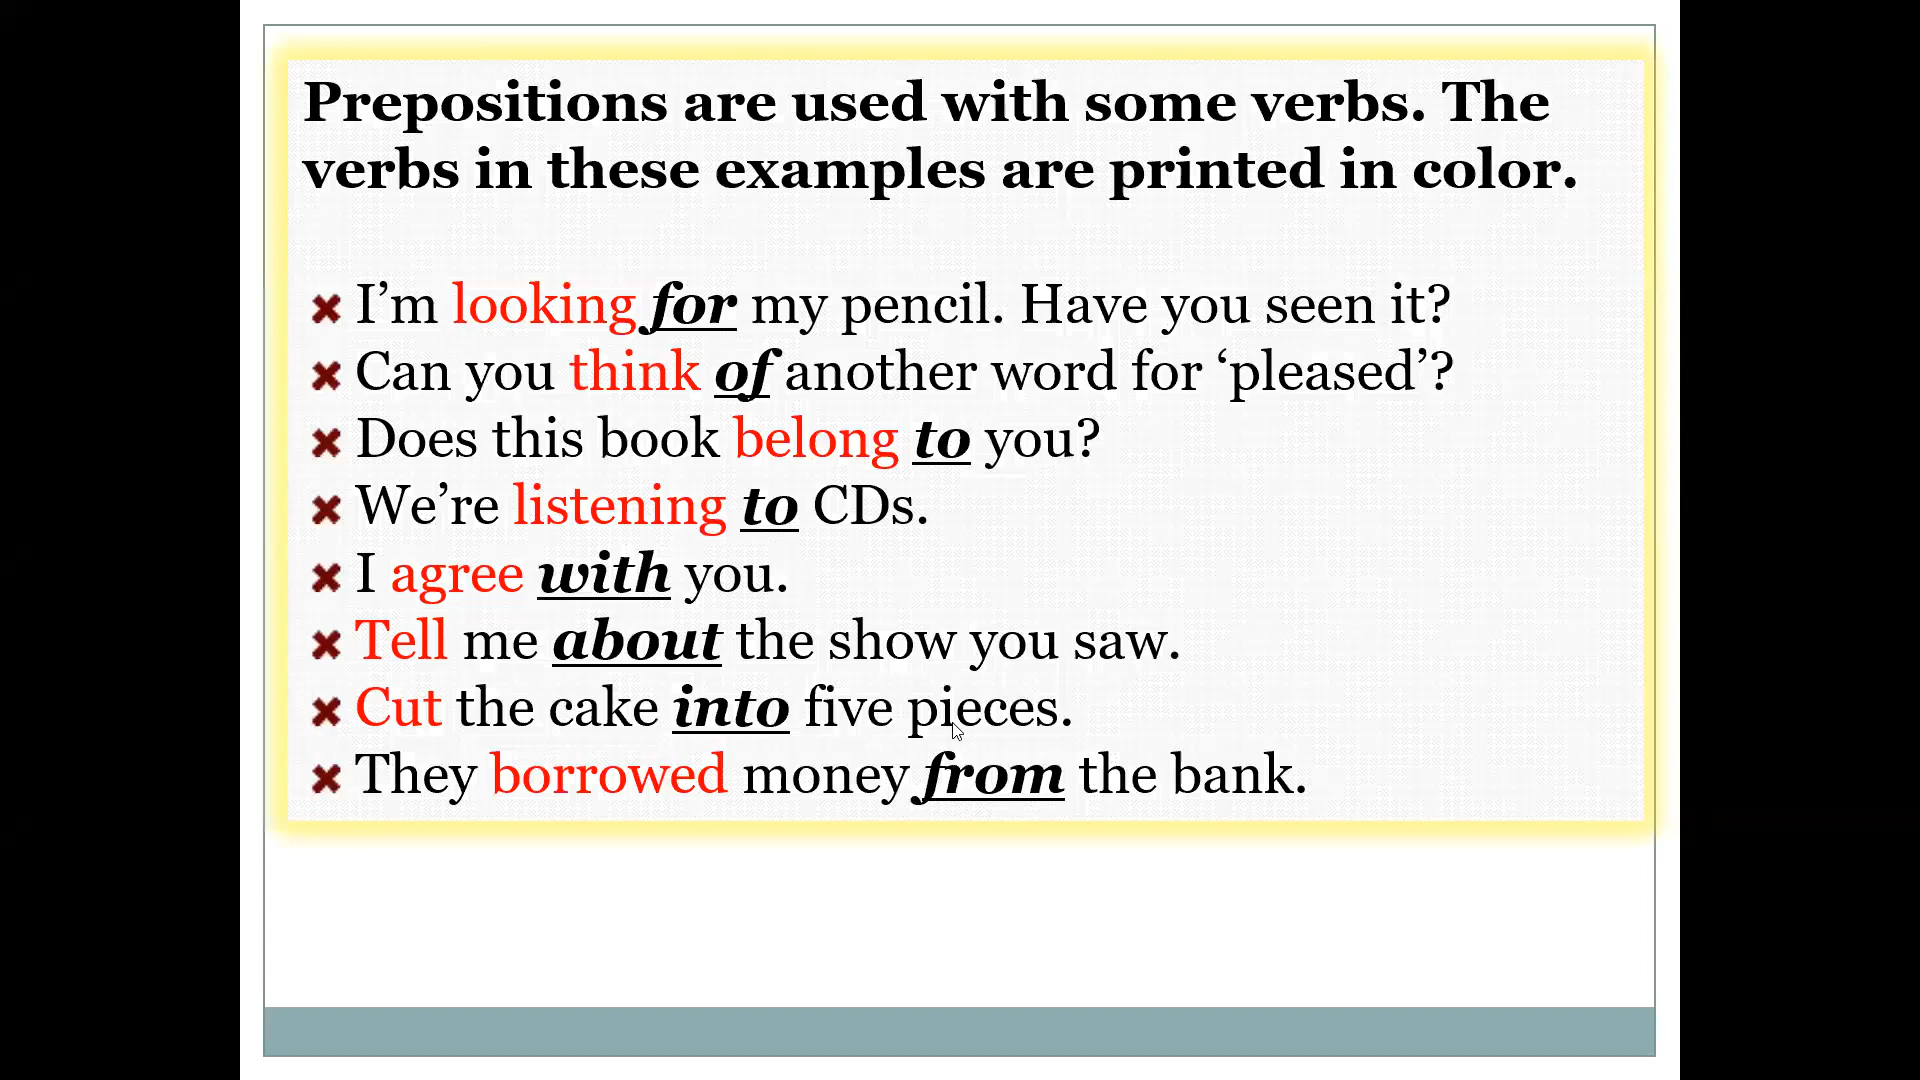 Prepositions are used with some verbs. The
verbs in these examples are printed in color.
I’m looking for my pencil. Have you seen it?
Can you think of another word for ‘pleased’?
Does this book belong to you?
We’re listening to CDs.
I agree with you.
Tell me about the show you saw.
Cut the cake into five pieces.
They borrowed money from the bank.